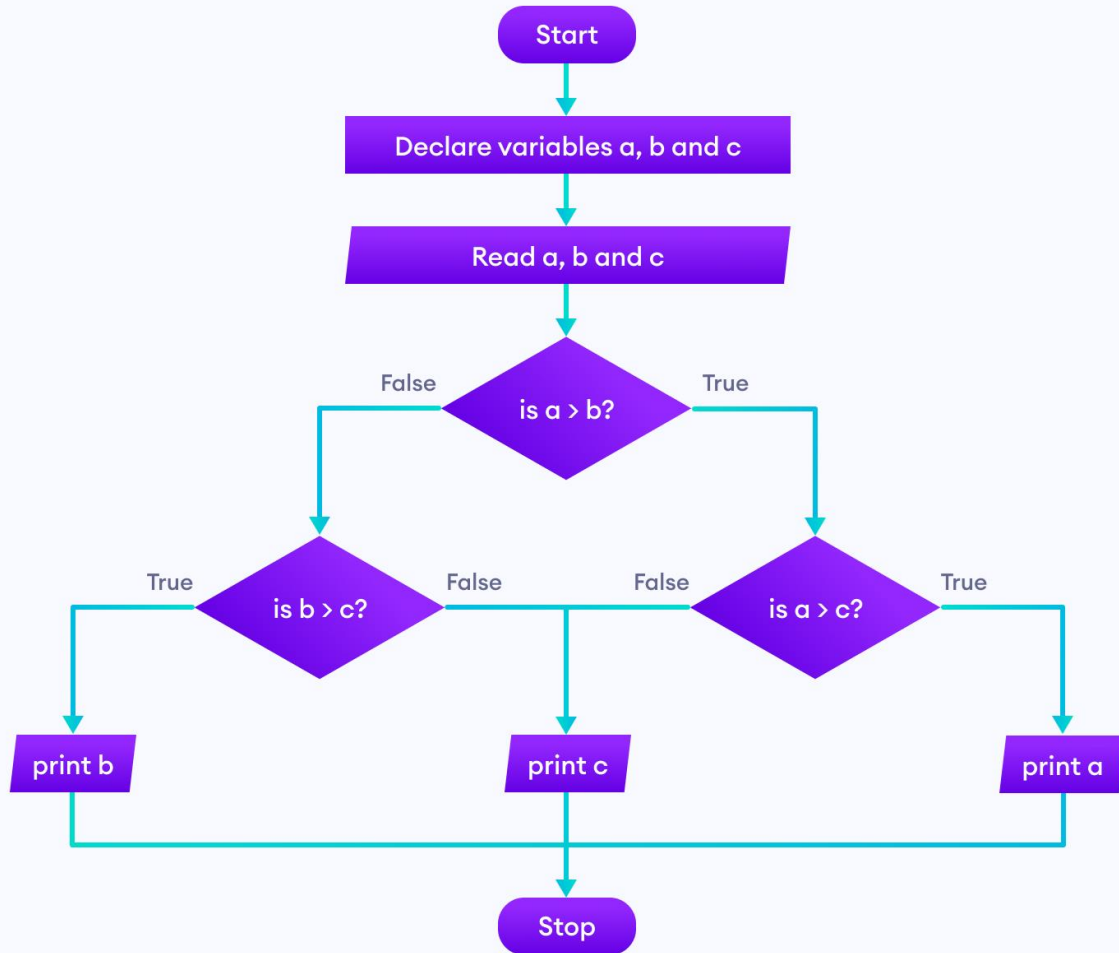 Start
Declare variables a, b and c
Read a, b and c
False
True
is a > b?
True
False
False
True
is b > c?
is a > c?
print b
print c
print a
Stop